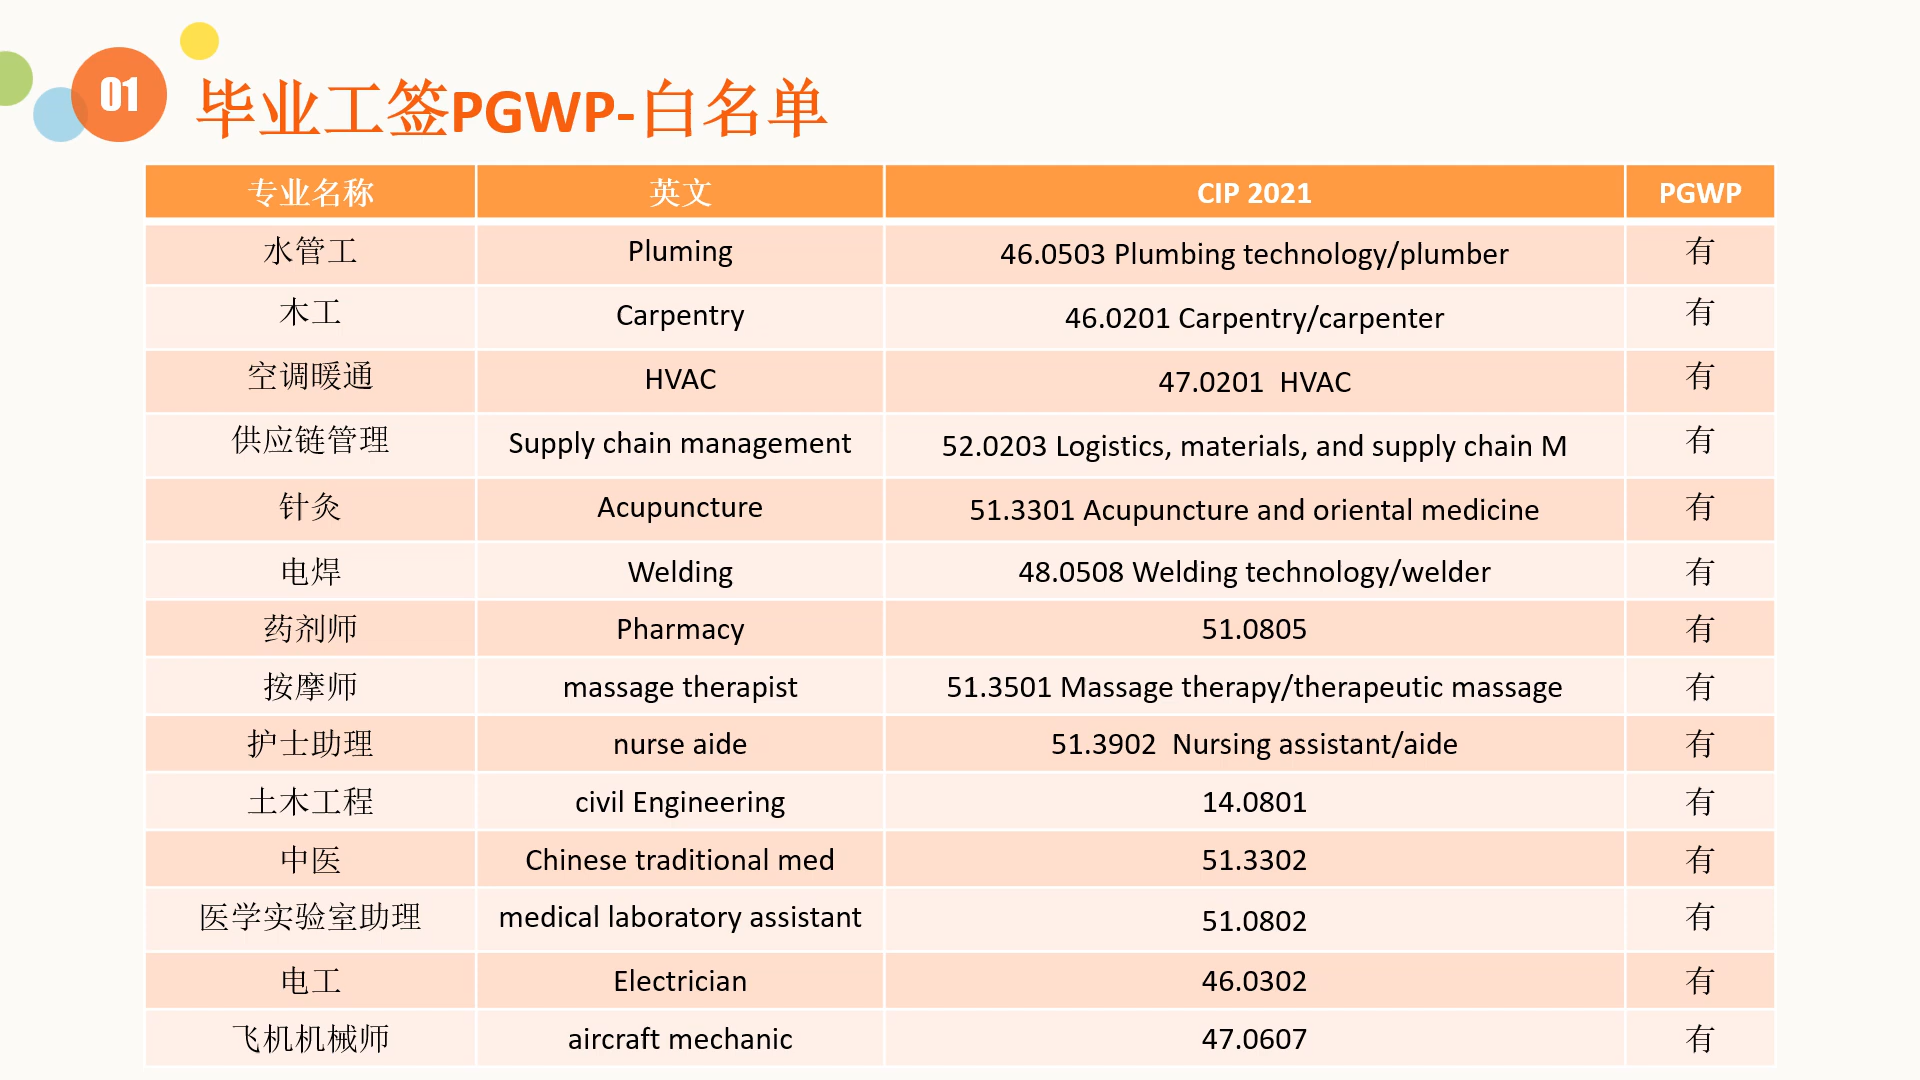 01
毕业工签PGWP-白名单
专业名称 英文 CIP 2021 PGWP
水管工 Pluming 46.0503 Plumbing technology/plumber 有
木工 Carpentry 46.0201 Carpentry/carpenter 有
空调暖通 HVAC 47.0201 HVAC 有
供应链管理 Supply chain management 52.0203 Logistics, materials, and supply chain M 有
针灸 Acupuncture 51.3301 Acupuncture and oriental medicine 有
电焊 Welding 48.0508 Welding technology/welder 有
药剂师 Pharmacy 51.0805 有
按摩师 massage therapist 51.3501 Massage therapy/therapeutic massage 有
护士助理 nurse aide 51.3902 Nursing assistant/aide 有
土木工程 civil Engineering 14.0801 有
中医 Chinese traditional med 51.3302 有
医学实验室助理 medical laboratory assistant 51.0802 有
电工 Electrician 46.0302 有
飞机机械师 aircraft mechanic 47.0607 有